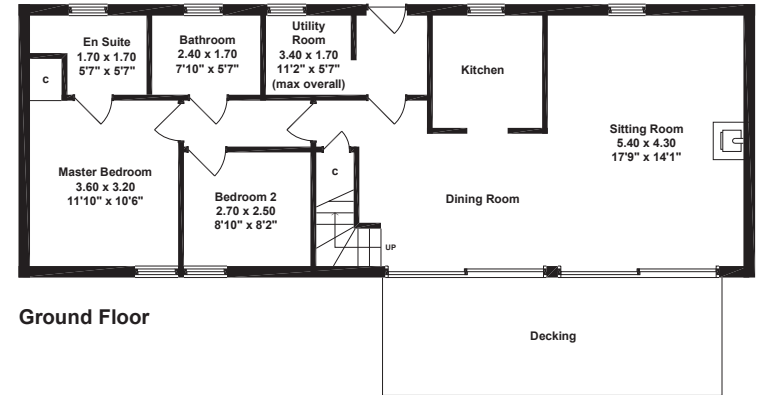 En Suite
1.70 x 1.70
5'7" x 5'7"
Bathroom
2.40 x 1.70
7'10" x 5'7"
Utility
Room
3.40 x 1.70
11'2" x 5'7"
(max overall)
Kitchen
C
Sitting Room
5.40 x 4.30
17'9" x 14'1"
Master Bedroom
3.60 x 3.20
11'10" x 10'6"
Bedroom 2
2.70 x 2.50
8'10" x 8'2"
C
Dining Room
UP
Ground Floor
Decking